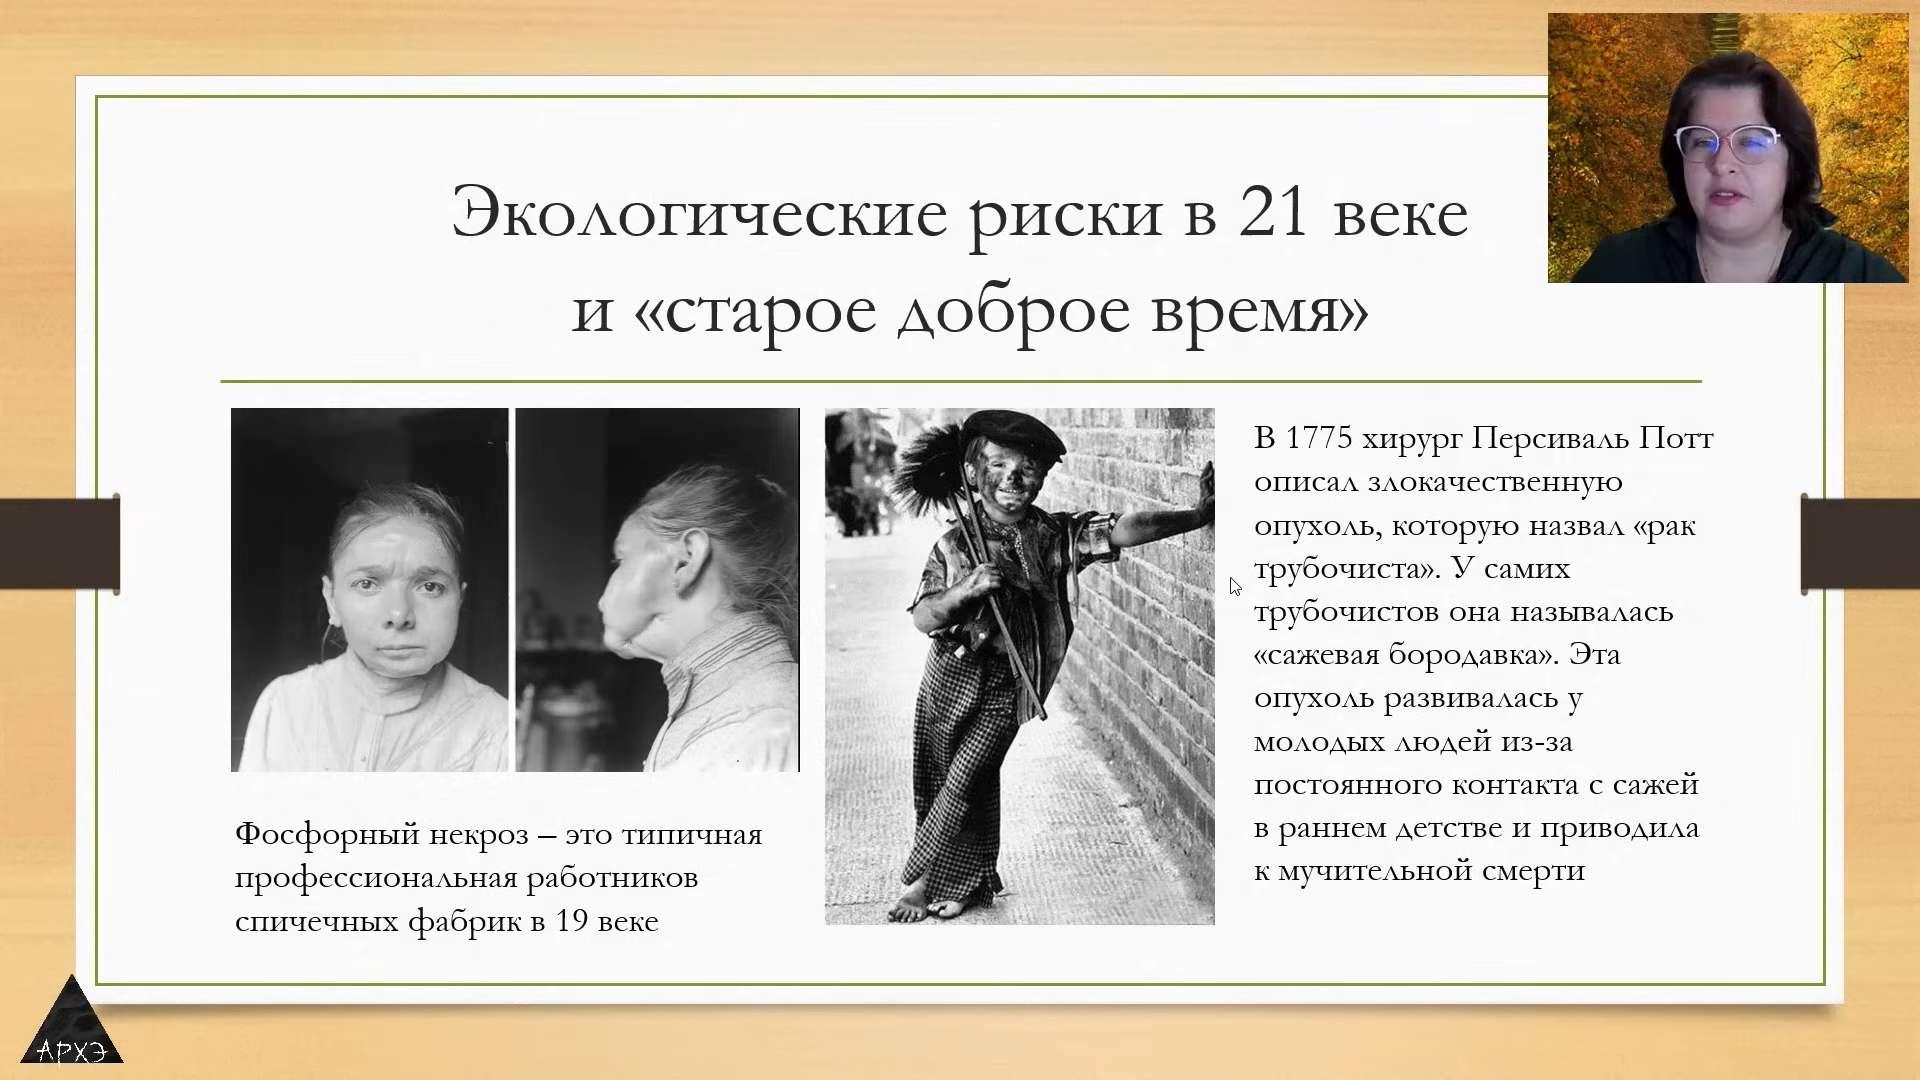 Экологические риски в 21 веке
и «старое доброе время»
Фосфорный некроз – это типичная
профессиональная работников
спичечных фабрик в 19 веке
В 1775 хирург Персиваль Потт
описал злокачественную
опухоль, которую назвал «рак
трубочиста». У самих
трубочистов она называлась
«сажевая бородавка». Эта
опухоль развивалась у
молодых людей из-за
постоянного контакта с сажей
в раннем детстве и приводила
к мучительной смерти
АРХЭ